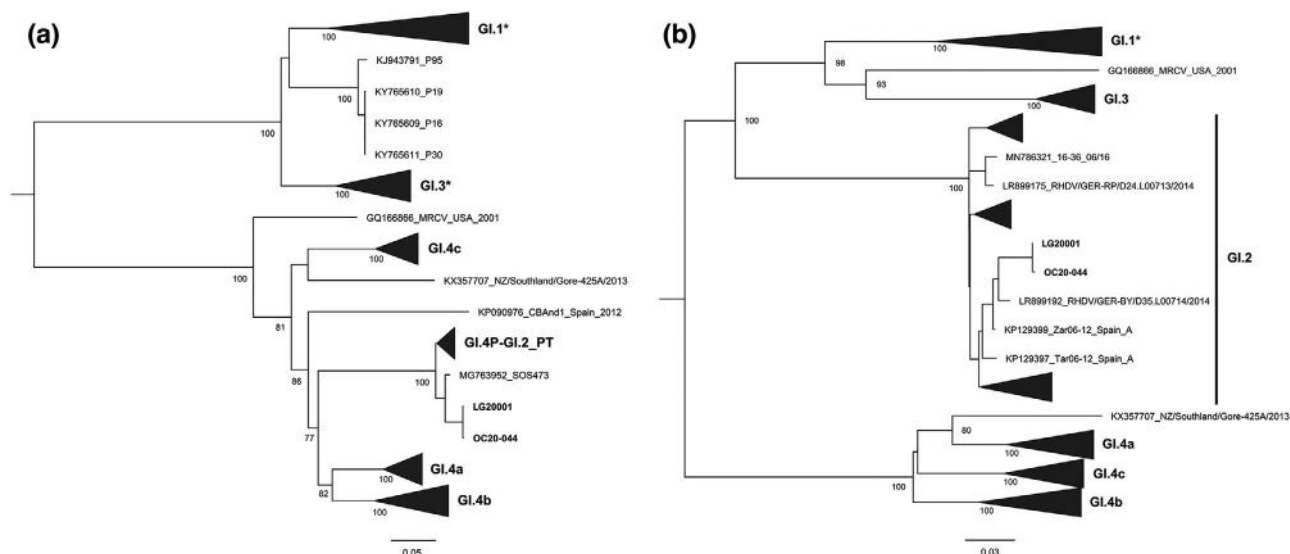 (a)
GI.1*
100
KJ943791_P95
KY765610_P19
100
KY765609_P16
100
KY765611_P30
GI.3*
100
GQ166866_MRCV_USA_2001
GI.4c
100
100
KX357707_NZ/Southland/Gore-425A/2013
81
KP090976_CBAnd1_Spain_2012
GI.4P-GI.2_PT
86
MG763952_SOS473
100
LG20001
OC20-044
77
GI.4a
100
82
GI.4b
100
0.05
(b)
GI.1*
100
98
GQ166866_MRCV_USA_2001
93
GI.3
100
100
MN786321_16-36_06/16
LR899175_RHDV/GER-RP/D24.L00713/2014
100
LG20001
GI.2
OC20-044
LR899192_RHDV/GER-BY/D35.L00714/2014
KP129399_Zar06-12_Spain_A
KP129397_Tar06-12_Spain_A
KX357707_NZ/Southland/Gore-425A/2013
80
GI.4a
100
GI.4c
100
100
GI.4b
100
0.03